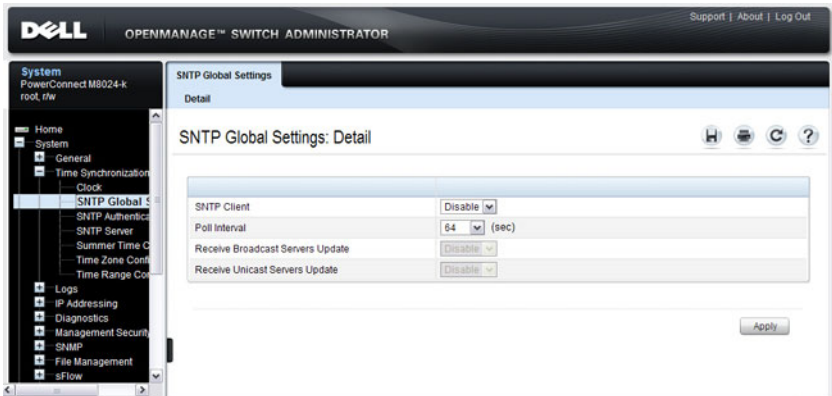 Support | About | Log Out
DELL OPENMANAGE™ SWITCH ADMINISTRATOR
System
PowerConnect M8024-k
root, r/w
Home
System
General
Time Synchronization
Clock
SNTP Global S
SNTP Authentica
SNTP Server
Summer Time C
Time Zone Confi
Time Range Con
Logs
IP Addressing
Diagnostics
Management Security
SNMP
File Management
sFlow
SNTP Global Settings
Detail
SNTP Global Settings: Detail
SNTP Client Disable
Poll Interval 64 (sec)
Receive Broadcast Servers Update Disable
Receive Unicast Servers Update Disable
Apply